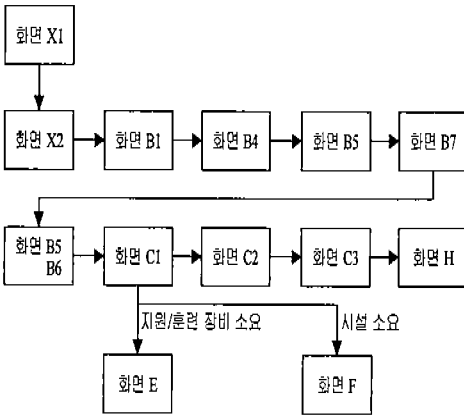 화면 X1
화면 X2
화면 B1
화면 B4
화면 B5
화면 B7
화면 B5
B6
화면 C1
화면 C2
화면 C3
화면 H
지원/훈련 장비 소요
시설 소요
화면 E
화면 F